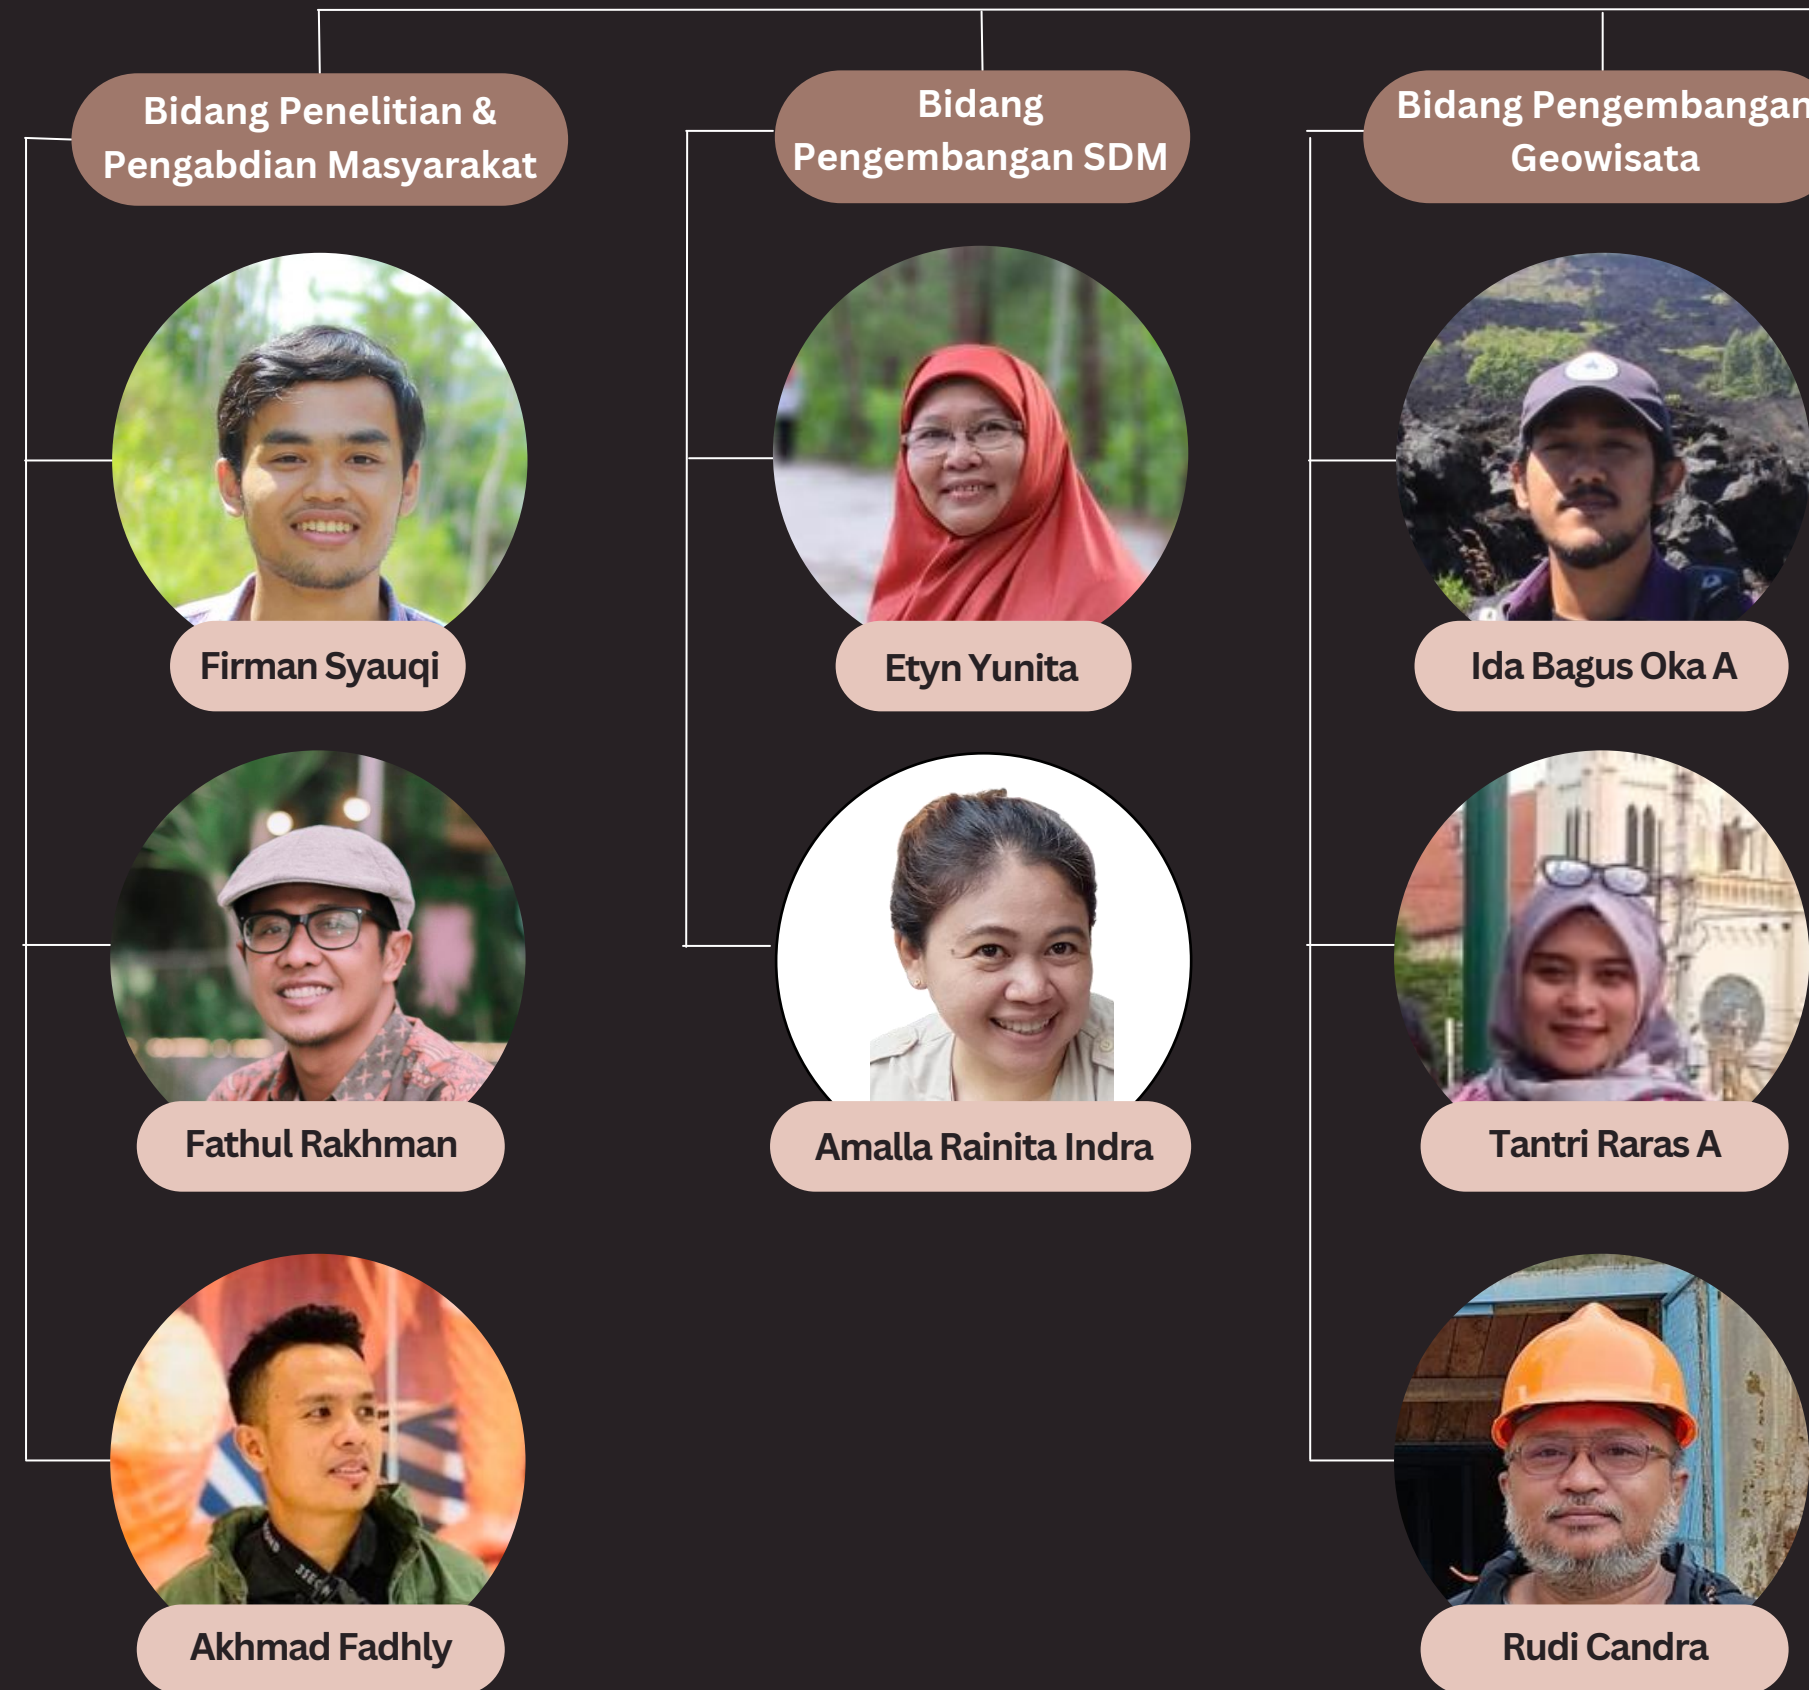 Bidang Penelitian &
Pengabdian Masyarakat
Firman Syauqi
Fathul Rakhman
Akhmad Fadhly
Bidang
Pengembangan SDM
Etyn Yunita
Amalla Rainita Indra
Bidang Pengembangan
Geowisata
Ida Bagus Oka A
Tantri Raras A
Rudi Candra